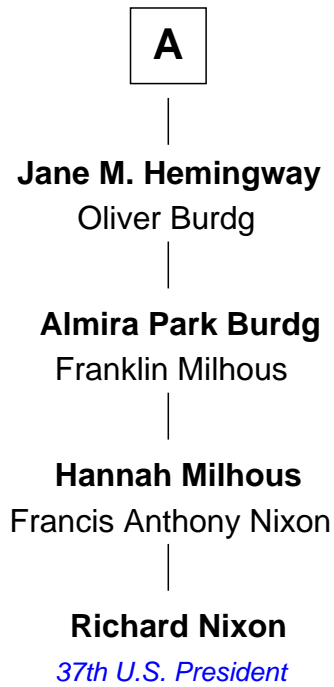 A
Jane M. Hemingway
Oliver Burdg
Almira Park Burdg
Franklin Milhous
Hannah Milhous
Francis Anthony Nixon
Richard Nixon
37th U.S. President